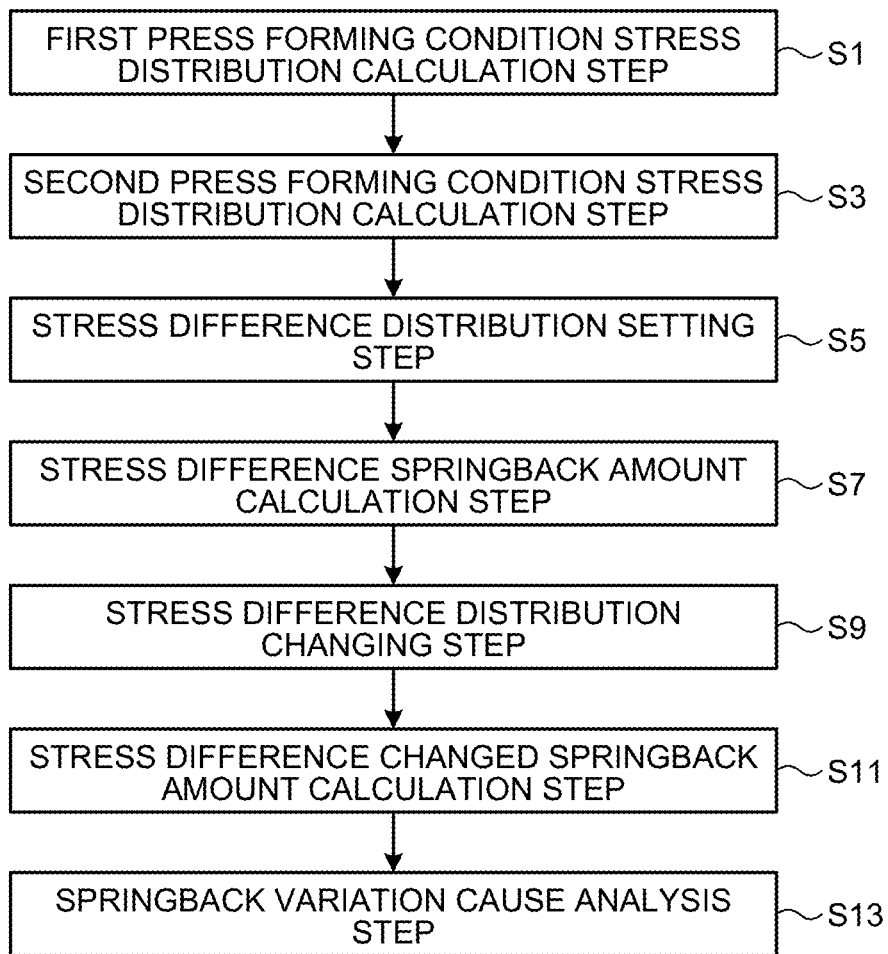 FIRST PRESS FORMING CONDITION STRESS
DISTRIBUTION CALCULATION STEP
S1
SECOND PRESS FORMING CONDITION STRESS
DISTRIBUTION CALCULATION STEP
S3
STRESS DIFFERENCE DISTRIBUTION SETTING
STEP
S5
STRESS DIFFERENCE SPRINGBACK AMOUNT
CALCULATION STEP
S7
STRESS DIFFERENCE DISTRIBUTION
CHANGING STEP
S9
STRESS DIFFERENCE CHANGED SPRINGBACK
AMOUNT CALCULATION STEP
S11
SPRINGBACK VARIATION CAUSE ANALYSIS
STEP
S13